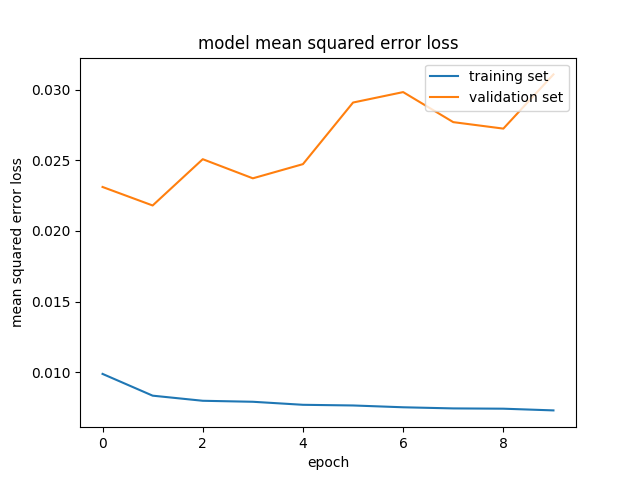 model mean squared error loss
training set
validation set
0.030
0.025
0.020
0.015
0.010
mean squared error loss
0 2 4 6 8
epoch